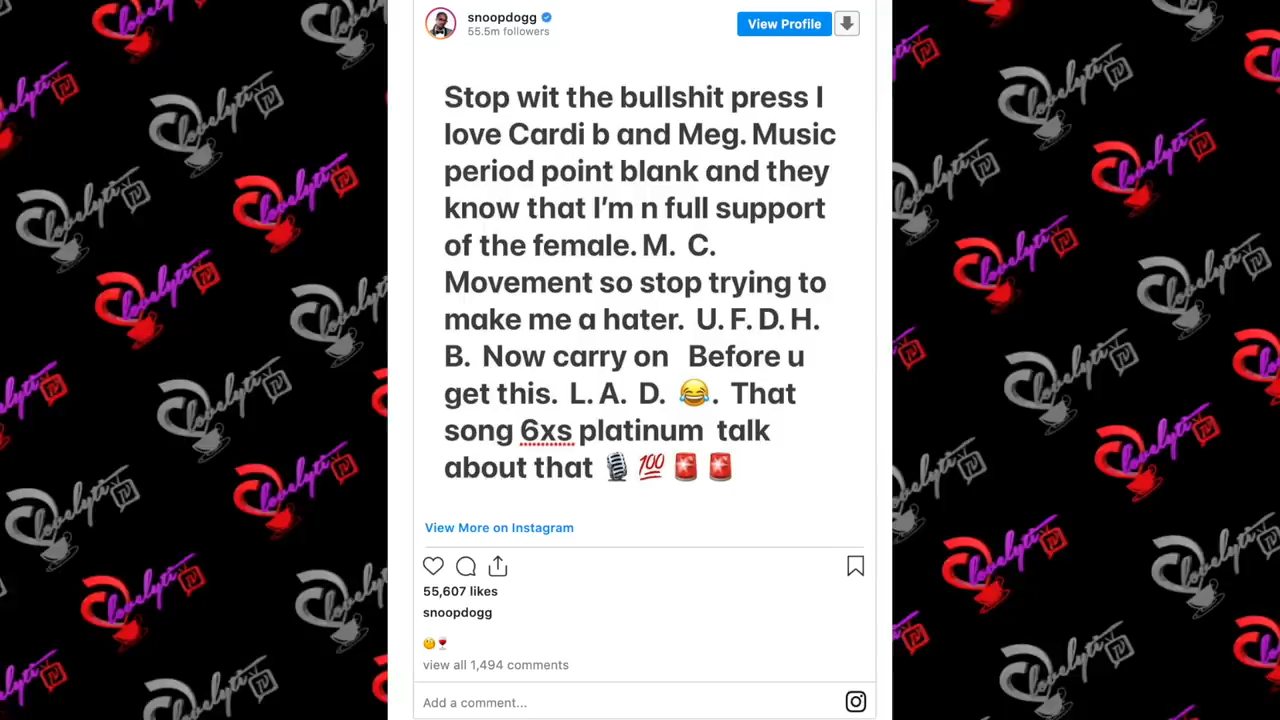 snoopdogg
55.5m followers
View Profile
Stop wit the bullshit press I
love Cardi b and Meg. Music
period point blank and they
know that I'm n full support
of the female. M. C.
Movement so stop trying to
make me a hater. U. F. D. H.
B. Now carry on Before u
get this. L. A. D. 😂. That
song 6xs platinum talk
about that 🎙️💯🚨🚨
View More on Instagram
55,607 likes
snoopdogg
🧐🍷
view all 1,494 comments
Add a comment...
lovelyti